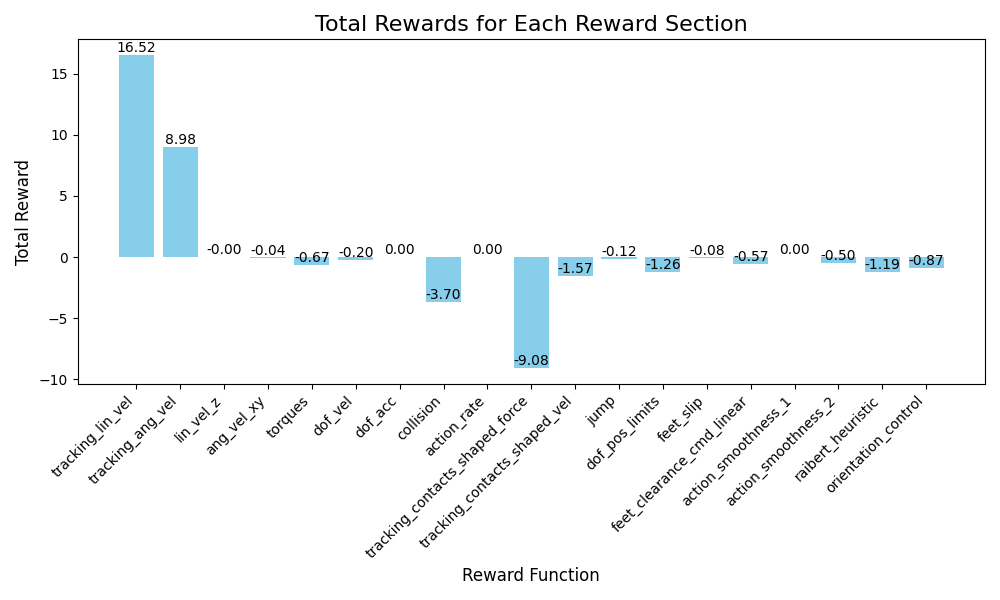 Total Rewards for Each Reward Section
Total Reward
15
10
5
0
−5
−10
16.52
8.98
-0.00
-0.04
-0.67
-0.20
0.00
-3.70
0.00
-9.08
-1.57
-0.12
-1.26
-0.08
-0.57
0.00
-0.50
-1.19
-0.87
tracking_lin_vel
tracking_ang_vel
lin_vel_z
ang_vel_xy
torques
dof_vel
dof_acc
collision
action_rate
tracking_contacts_shaped_force
tracking_contacts_shaped_vel
jump
dof_pos_limits
feet_slip
feet_clearance_cmd_linear
action_smoothness_1
action_smoothness_2
raibert_heuristic
orientation_control
Reward Function